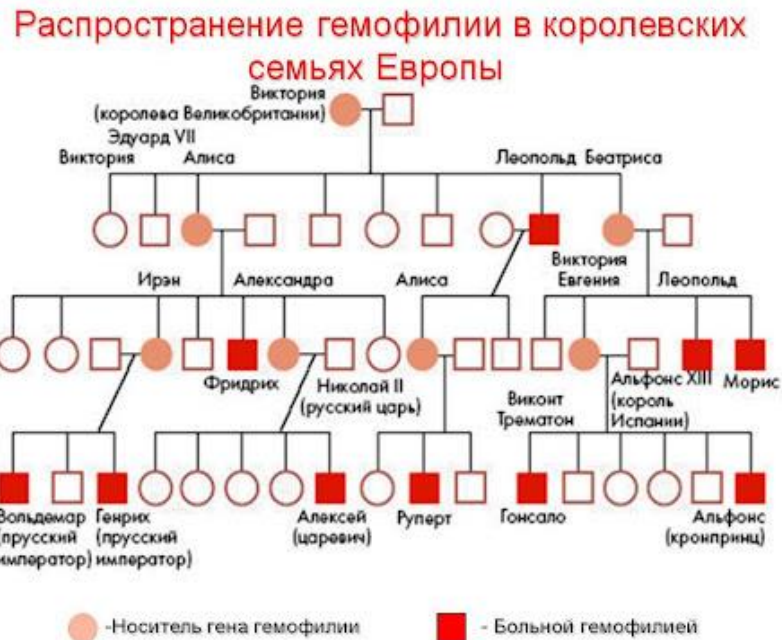 Распространение гемофилии в королевских
семьях Европы
Виктория
(королева Великобритании)
Эдуард VII
Виктория Алиса
Леопольд Беатриса
Ирэн Александра Алиса
Виктория
Евгения
Леопольд
Фридрих
Николай II
(русский царь)
Виконт
Трематон
Альфонс XIII
(король
Испании)
Морис
Вольдемар
(прусский
император)
Генрих
(прусский
император)
Алексей
(царевич)
Руперт
Гонсало
Альфонс
(кронпринц)
-Носитель гена гемофилии
- Больной гемофилией